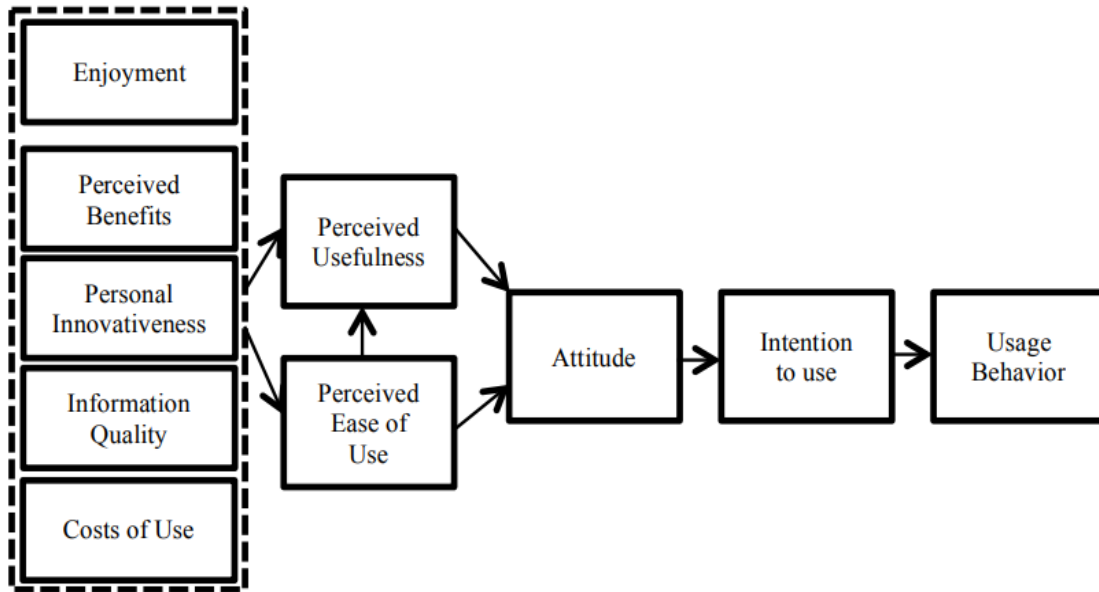 Enjoyment
Perceived
Benefits
Personal
Innovativeness
Information
Quality
Costs of Use
Perceived
Usefulness
Perceived
Ease of
Use
Attitude
Intention
to use
Usage
Behavior